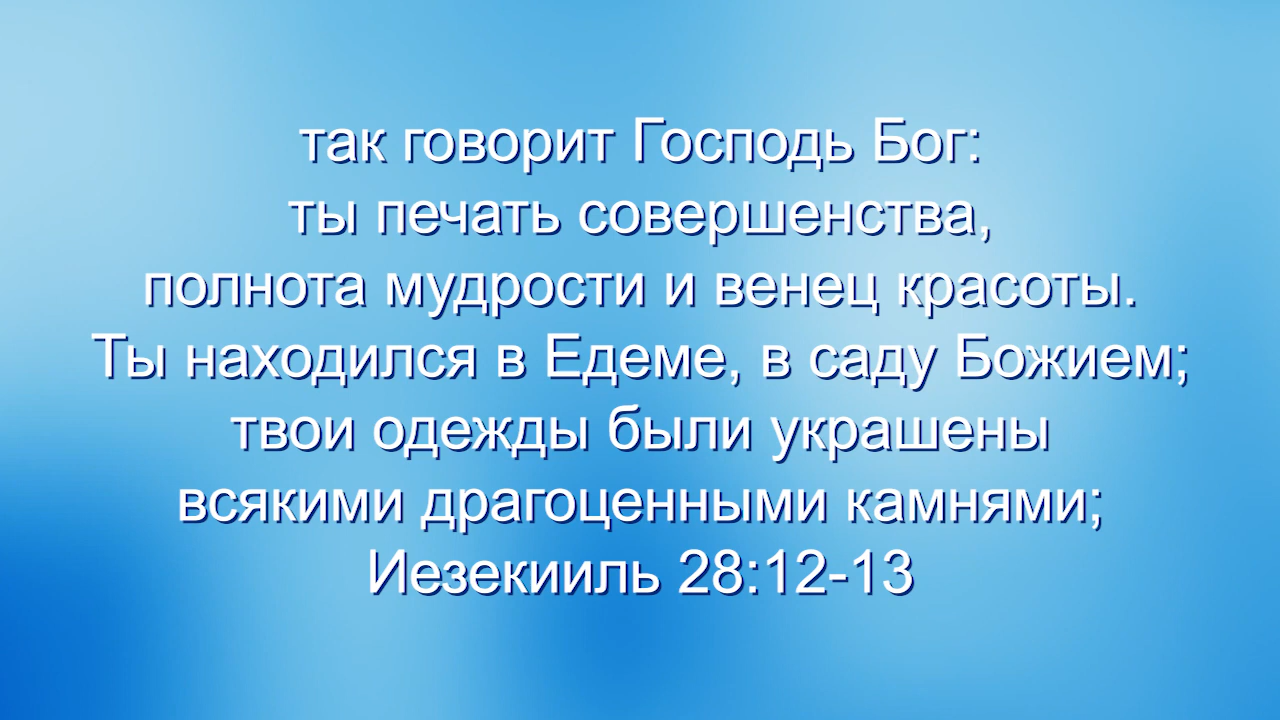 так говорит Господь Бог:
ты печать совершенства,
полнота мудрости и венец красоты.
Ты находился в Едеме, в саду Божием;
твои одежды были украшены
всякими драгоценными камнями;
Иезекииль 28:12-13